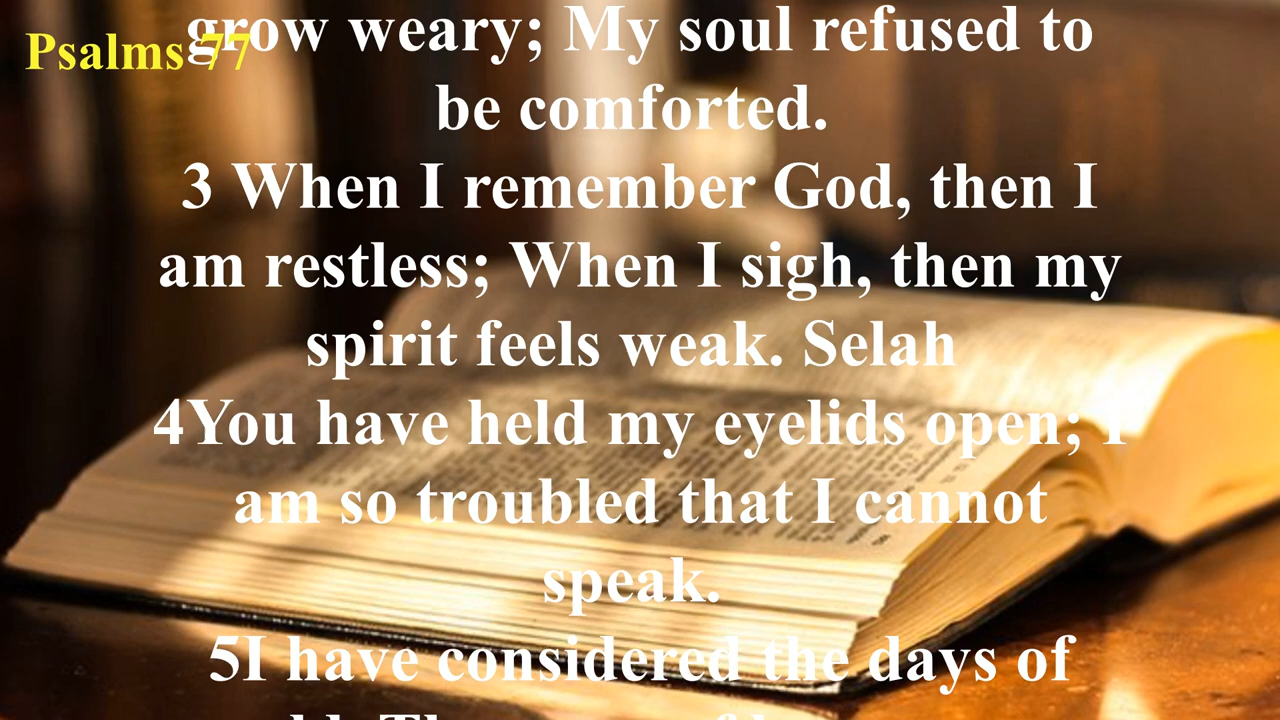 Psalms 77
grow weary; My soul refused to
be comforted.
3 When I remember God, then I
am restless; When I sigh, then my
spirit feels weak. Selah
4You have held my eyelids open; I
am so troubled that I cannot
speak.
5I have considered the days of